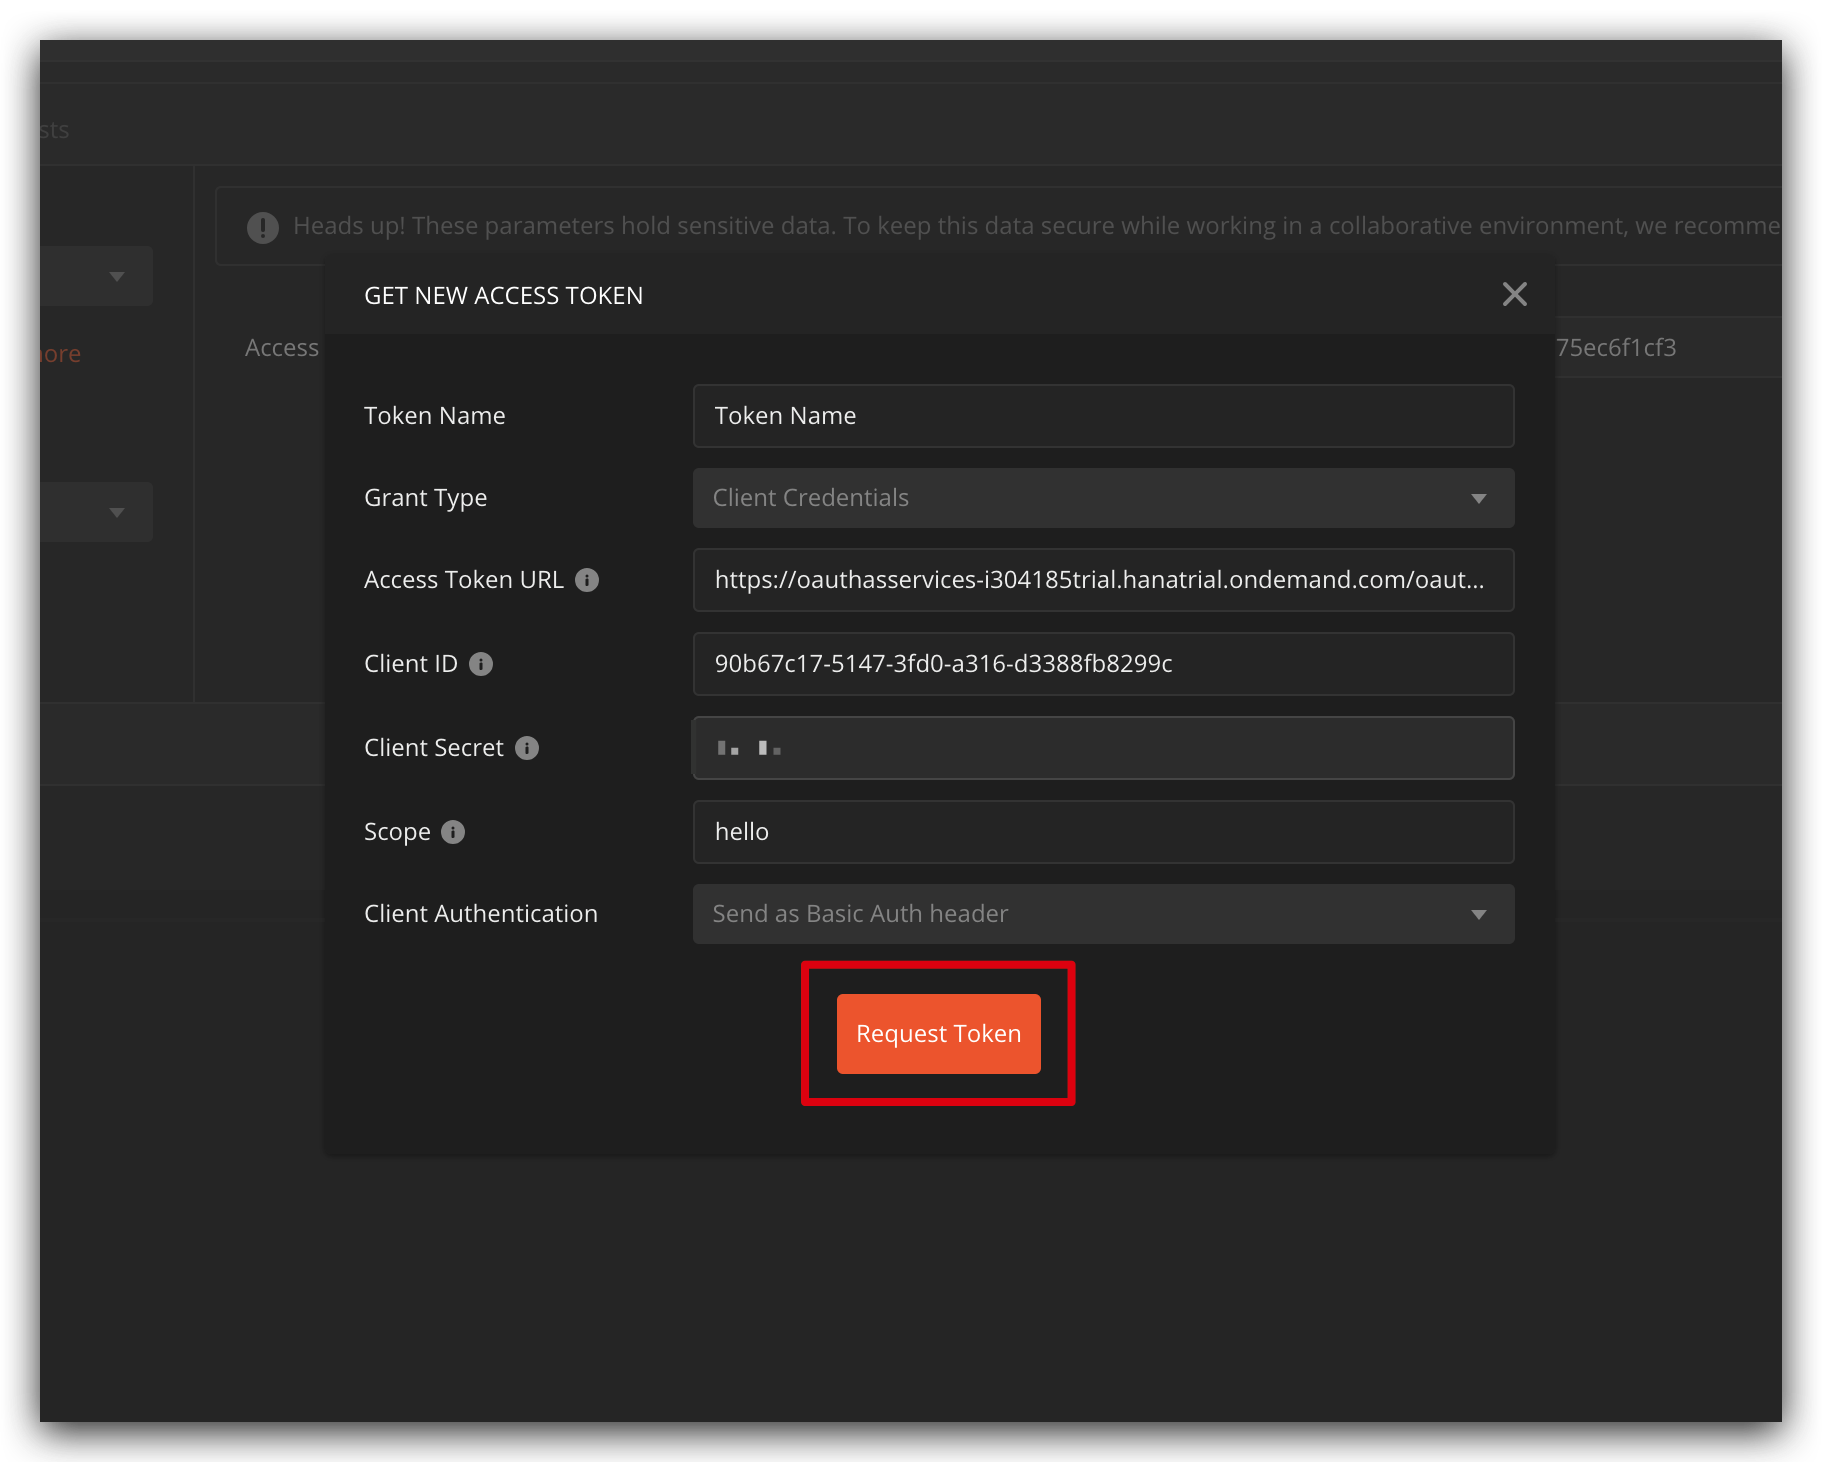 sts
Heads up! These parameters hold sensitive data. To keep this data secure while working in a collaborative environment, we recomme
GET NEW ACCESS TOKEN
ore
Access
75ec6f1cf3
Token Name
Token Name
Grant Type
Client Credentials
Access Token URL
https://oauthasservices-i304185trial.hanatrial.ondemand.com/oaut...
Client ID
90b67c17-5147-3fd0-a316-d3388fb8299c
Client Secret
Scope
hello
Client Authentication
Send as Basic Auth header
Request Token